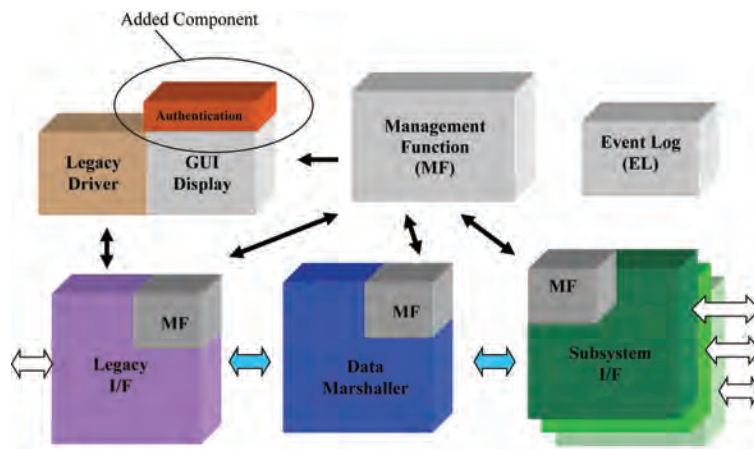 Added Component
Authentication
Legacy
Driver
GUI
Display
Management
Function
(MF)
Event Log
(EL)
MF
Legacy
I/F
MF
Data
Marshaller
MF
Subsystem
I/F